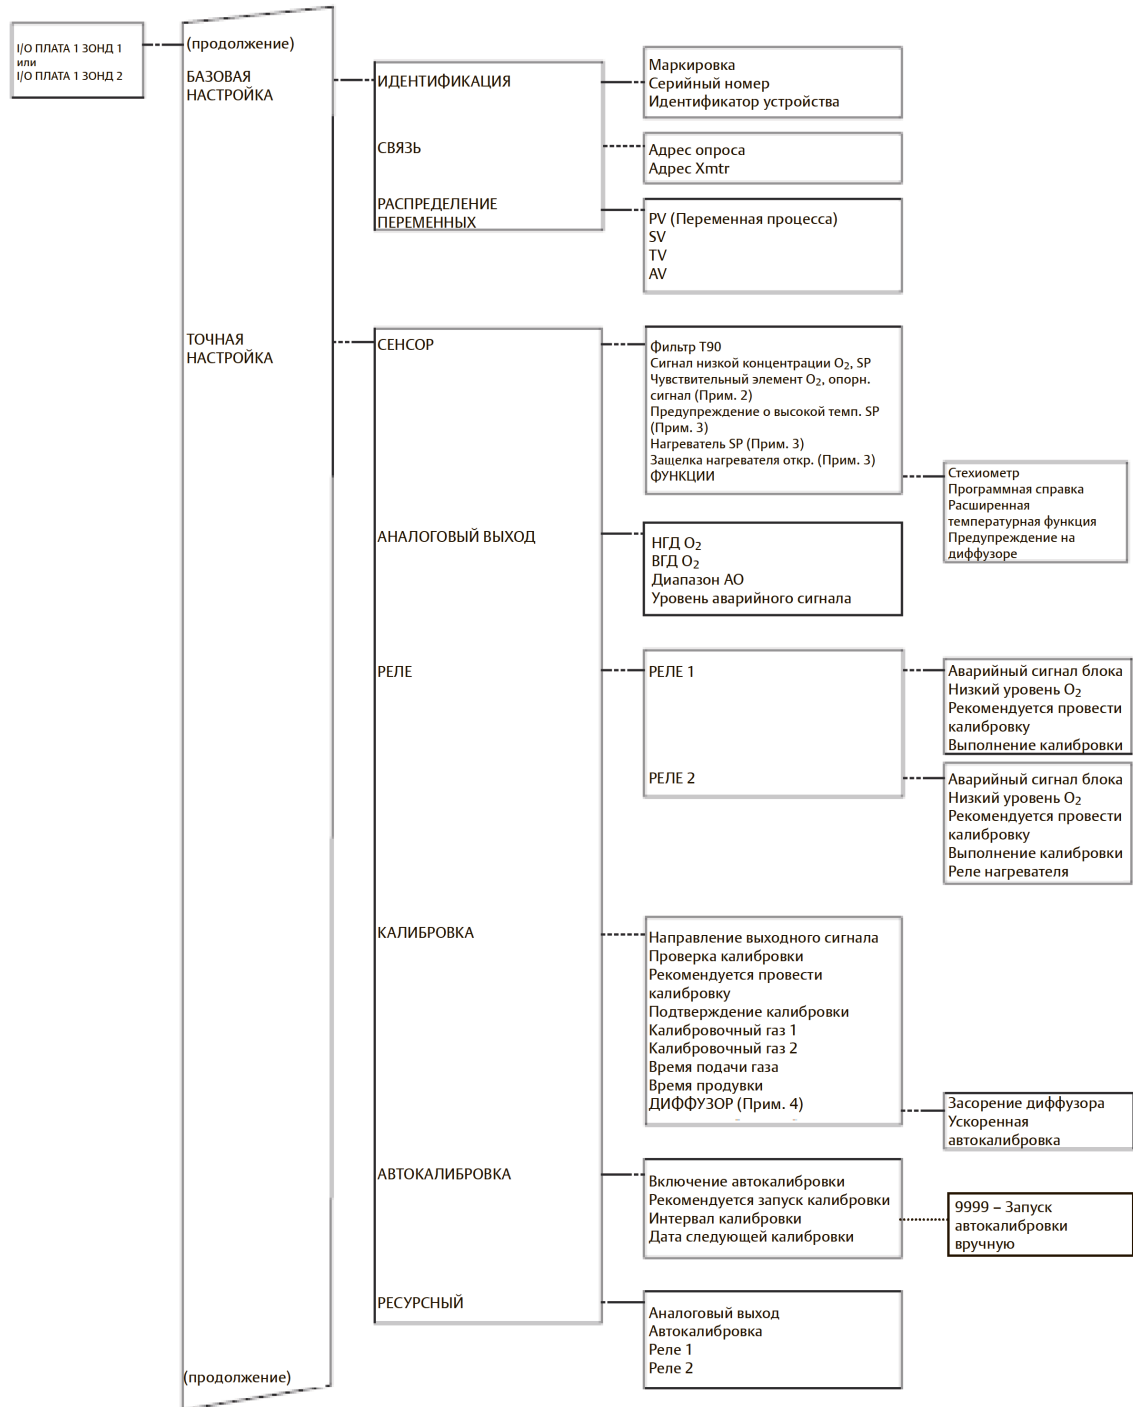 I/O ПЛАТА 1 ЗОНД 1
или
I/O ПЛАТА 1 ЗОНД 2
(продолжение)
БАЗОВАЯ
НАСТРОЙКА
ИДЕНТИФИКАЦИЯ
Маркировка
Серийный номер
Идентификатор устройства
СВЯЗЬ
Адрес опроса
Адрес Xmtr
РАСПРЕДЕЛЕНИЕ
ПЕРЕМЕННЫХ
PV (Переменная процесса)
SV
TV
AV
ТОЧНАЯ
НАСТРОЙКА
СЕНСОР
Фильтр T90
Сигнал низкой концентрации O2, SP
Чувствительный элемент O2, опорн.
сигнал (Прим. 2)
Предупреждение о высокой темп. SP
(Прим. 3)
Нагреватель SP (Прим. 3)
Защелка нагревателя откр. (Прим. 3)
ФУНКЦИИ
Стехиометр
Программная справка
Расширенная
температурная функция
Предупреждение на
диффузоре
АНАЛОГОВЫЙ ВЫХОД
НГД O2
ВГД O2
Диапазон АО
Уровень аварийного сигнала
РЕЛЕ
РЕЛЕ 1
Аварийный сигнал блока
Низкий уровень O2
Рекомендуется провести
калибровку
Выполнение калибровки
РЕЛЕ 2
Аварийный сигнал блока
Низкий уровень O2
Рекомендуется провести
калибровку
Выполнение калибровки
Реле нагревателя
КАЛИБРОВКА
Направление выходного сигнала
Проверка калибровки
Рекомендуется провести
калибровку
Подтверждение калибровки
Калибровочный газ 1
Калибровочный газ 2
Время подачи газа
Время продувки
ДИФФУЗОР (Прим. 4)
Засорение диффузора
Ускоренная
автокалибровка
АВТОКАЛИБРОВКА
Включение автокалибровки
Рекомендуется запуск калибровки
Интервал калибровки
Дата следующей калибровки
9999 – Запуск
автокалибровки
вручную
РЕСУРСНЫЙ
Аналоговый выход
Автокалибровка
Реле 1
Реле 2
(продолжение)